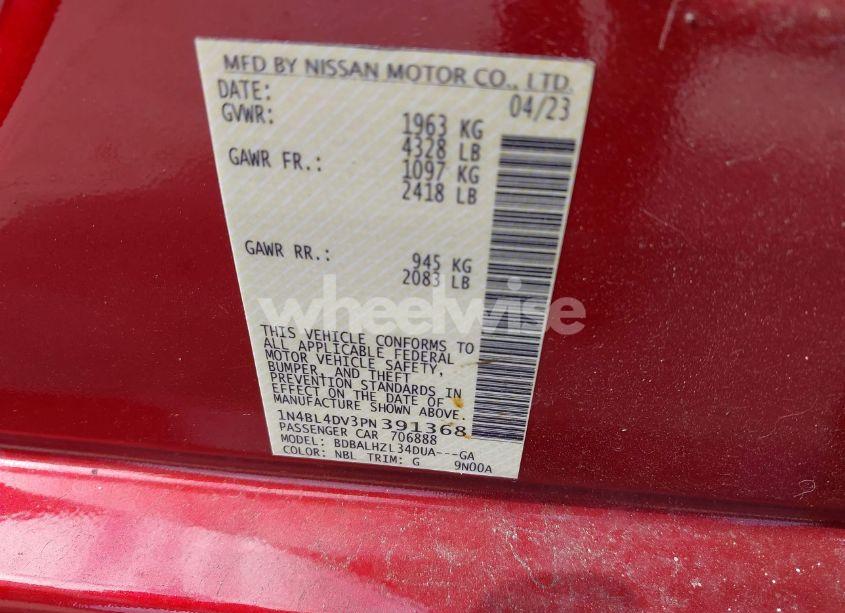 MFD BY NISSAN MOTOR CO., LTD.
DATE: 04/23
GVWR: 1963 KG
4328 LB
GAWR FR.: 1097 KG
2418 LB
GAWR RR.: 945 KG
2083 LB
wheelwise
THIS VEHICLE CONFORMS TO
ALL APPLICABLE FEDERAL
MOTOR VEHICLE SAFETY,
BUMPER, AND THEFT
PREVENTION STANDARDS IN
EFFECT ON THE DATE OF
MANUFACTURE SHOWN ABOVE.
1N4BL4DV3PN391368
PASSENGER CAR 706888
MODEL: BDBALHZL34DUA---GA
COLOR: NBL TRIM: G 9N00A